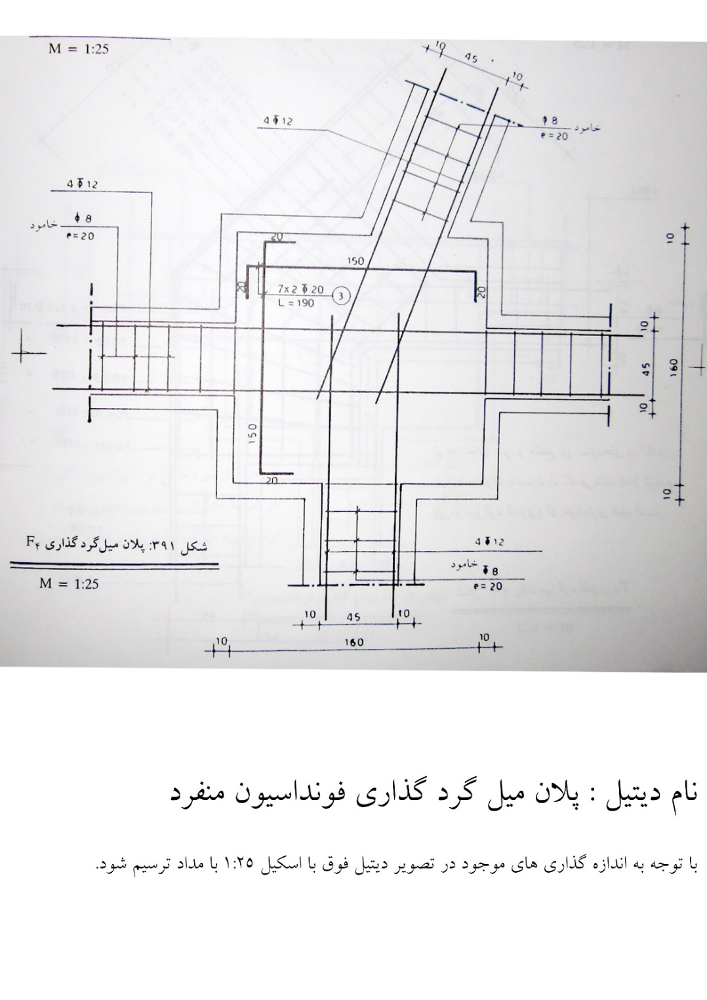 M = 1:25
10
45
10
4 Φ 12
ϕ 8
e = 20
خامود
4 Φ 12
ϕ 8
خامود
e = 20
20
150
20
7x2 Φ 20
L = 190
3
20
150
20
10
10
45
10
160
10
4 Φ 12
خامود
Φ 8
e = 20
شکل ۳۹۱: پلان میل‌گرد گذاری F۴
M = 1:25
10
45
10
10
160
10
نام دیتیل : پلان میل گرد گذاری فونداسیون منفرد
با توجه به اندازه گذاری های موجود در تصویر دیتیل فوق با اسکیل ۱:۲۵ با مداد ترسیم شود.